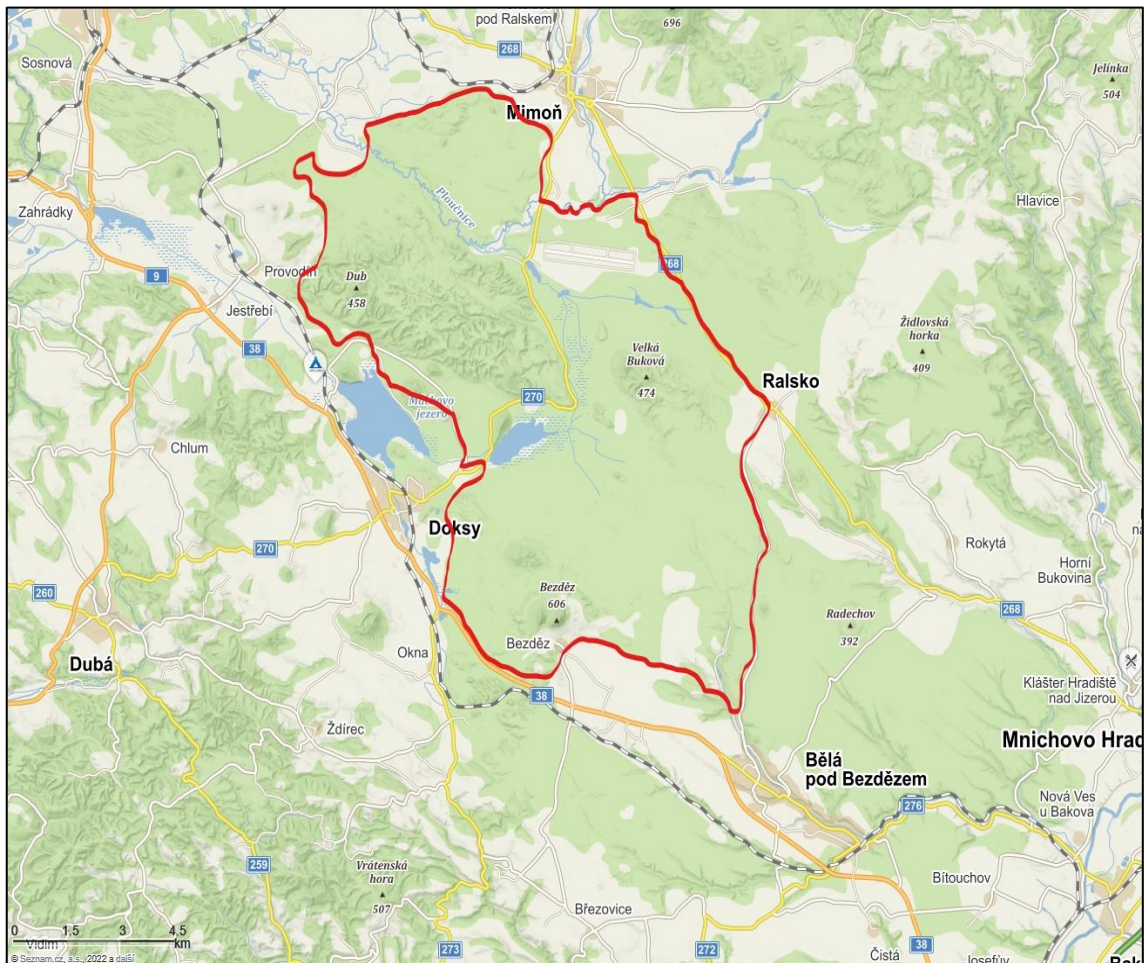 pod Ralskem
696
268
Sosnová
Jelínka
504
Mimoň
Hlavice
Zahrádky
Ploučnice
9
Provodín
268
Dub
458
Jestřebí
Židlovská
horka
409
38
Velká
Buková
474
Ralsko
270
Máchovo
jezero
Chlum
Doksy
Rokytá
Horní
Bukovina
270
260
Bezděz
606
268
Radechov
392
Bezděz
Okna
Dubá
38
Klášter Hradiště
nad Jizerou
Ždírec
Mnichovo Hrad
Bělá
pod Bezdězem
Nová Ves
u Bakova
276
259
Vrátenská
hora
507
Bítouchov
Březovice
0 1.5 3 4.5
km
Vidim
273
272
38
Čistá
Josefův
Bal
© Seznam.cz, a.s., 2022 a další